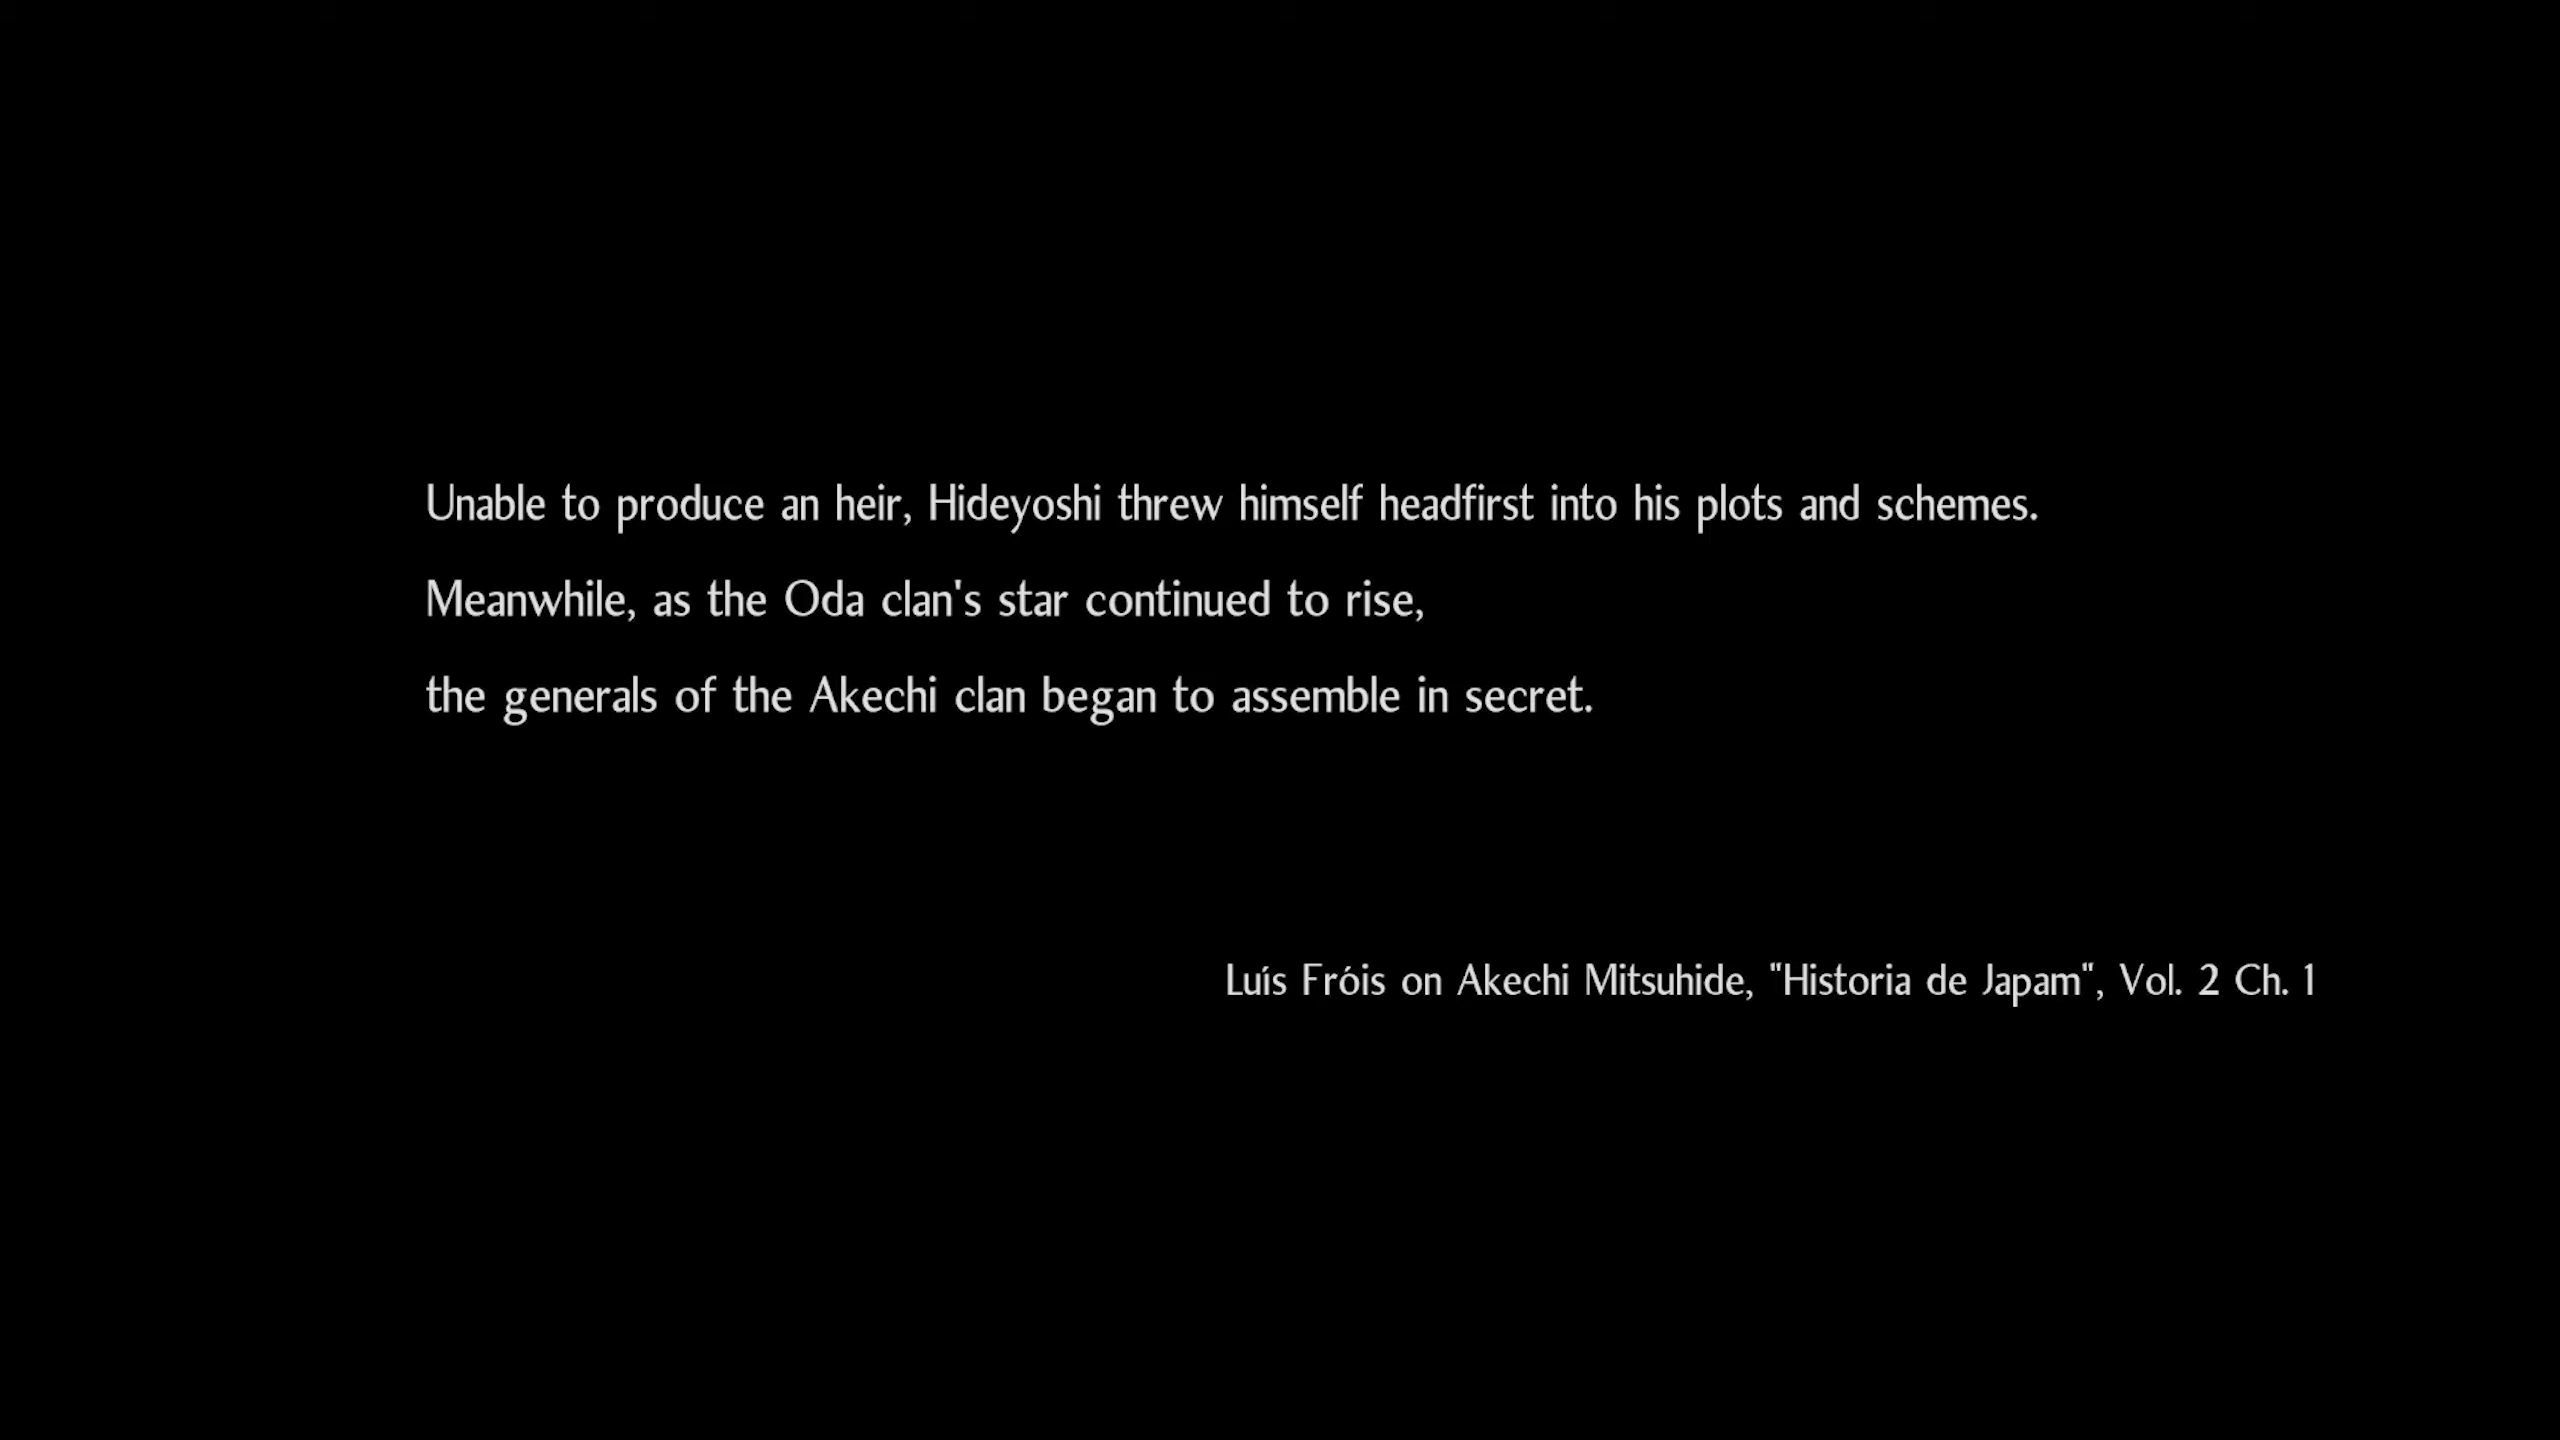 Unable to produce an heir, Hideyoshi threw himself headfirst into his plots and schemes.
Meanwhile, as the Oda clan's star continued to rise,
the generals of the Akechi clan began to assemble in secret.
Luís Fróis on Akechi Mitsuhide, "Historia de Japam", Vol. 2 Ch. 1